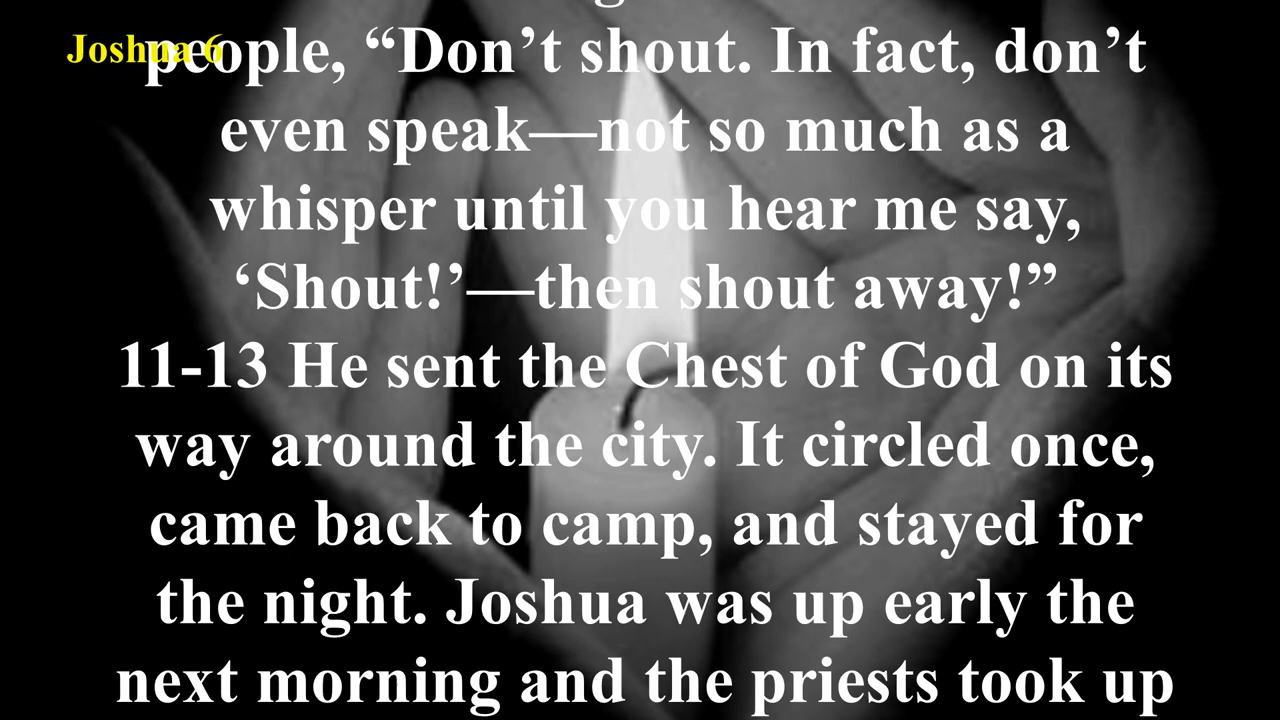 Joshua 6
people, “Don’t shout. In fact, don’t
even speak—not so much as a
whisper until you hear me say,
‘Shout!’—then shout away!”
11-13 He sent the Chest of God on its
way around the city. It circled once,
came back to camp, and stayed for
the night. Joshua was up early the
next morning and the priests took up